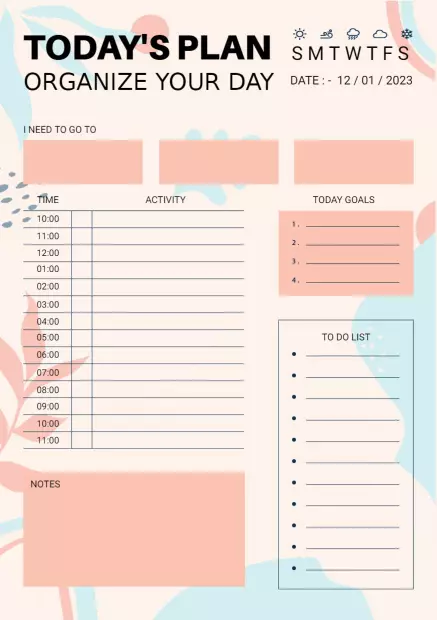 TODAY'S PLAN
ORGANIZE YOUR DAY
S M T W T F S
DATE : - 12 / 01 / 2023
I NEED TO GO TO
TIME ACTIVITY
10:00
11:00
12:00
01:00
02:00
03:00
04:00
05:00
06:00
07:00
08:00
09:00
10:00
11:00
TODAY GOALS
1.
2.
3.
4.
TO DO LIST
NOTES